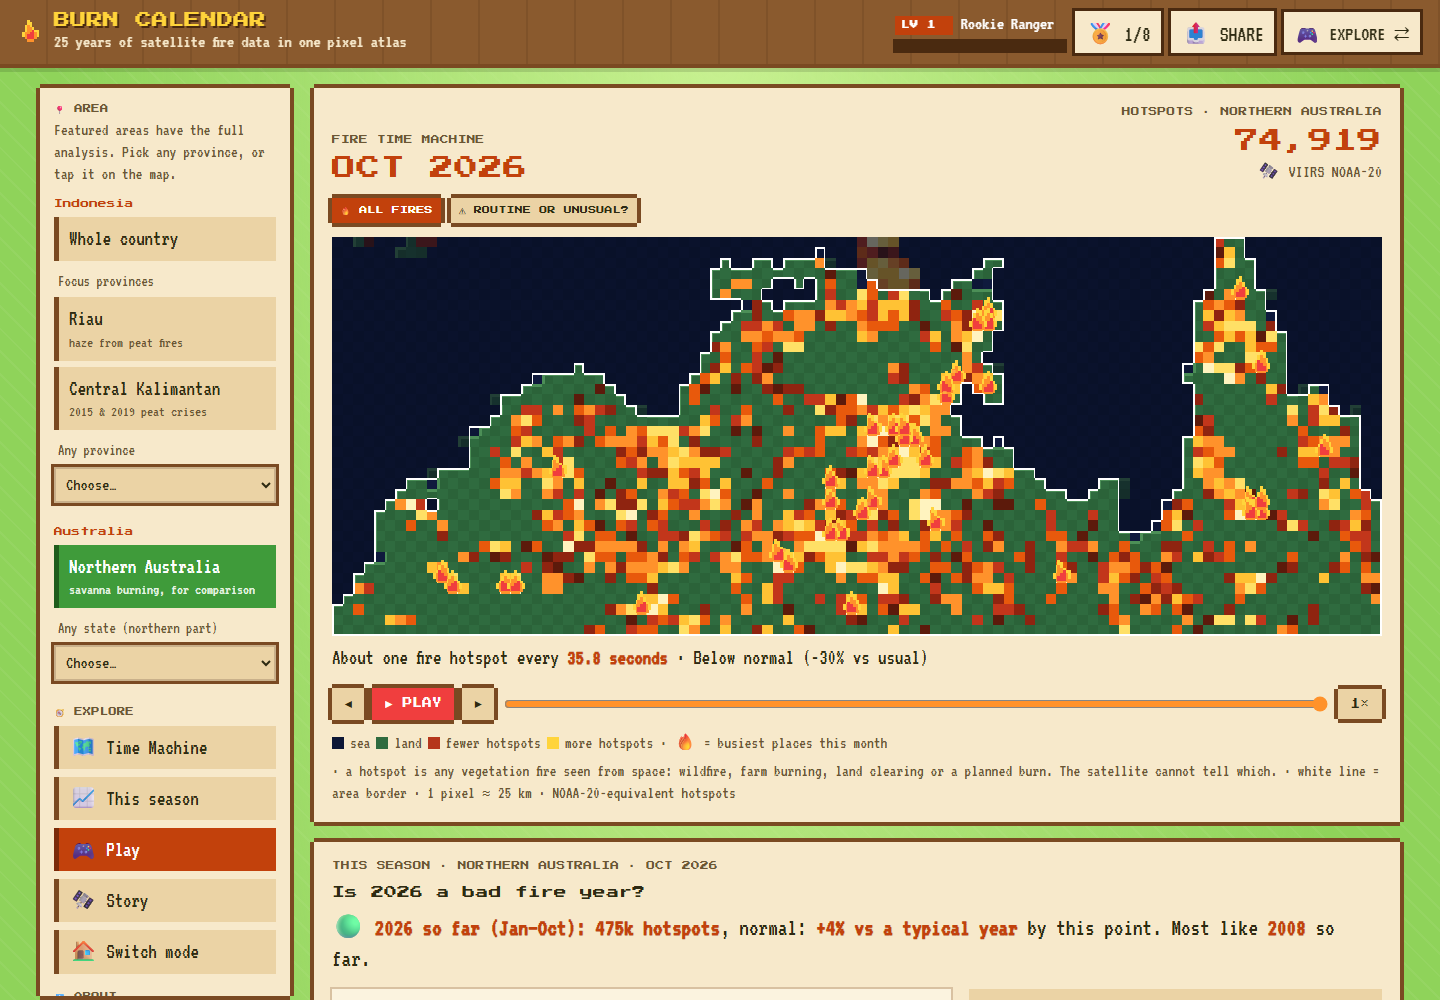 BURN CALENDAR
25 years of satellite fire data in one pixel atlas
LV 1 Rookie Ranger
1/8
SHARE
EXPLORE ⇄
AREA
Featured areas have the full
analysis. Pick any province, or
tap it on the map.
Indonesia
Whole country
Focus provinces
Riau
haze from peat fires
Central Kalimantan
2015 & 2019 peat crises
Any province
Choose…
Australia
Northern Australia
savanna burning, for comparison
Any state (northern part)
Choose…
EXPLORE
Time Machine
This season
Play
Story
Switch mode
ABOUT
HOTSPOTS · NORTHERN AUSTRALIA
FIRE TIME MACHINE
74,919
OCT 2026
VIIRS NOAA-20
ALL FIRES
ROUTINE OR UNUSUAL?
About one fire hotspot every 35.8 seconds · Below normal (-30% vs usual)
◄ ► PLAY ►
1×
sea land fewer hotspots more hotspots · = busiest places this month
· a hotspot is any vegetation fire seen from space: wildfire, farm burning, land clearing or a planned burn. The satellite cannot tell which. · white line =
area border · 1 pixel ≈ 25 km · NOAA-20-equivalent hotspots
THIS SEASON · NORTHERN AUSTRALIA · OCT 2026
Is 2026 a bad fire year?
2026 so far (Jan-Oct): 475k hotspots, normal: +4% vs a typical year by this point. Most like 2008 so
far.